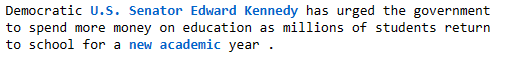 Democratic U.S. Senator Edward Kennedy has urged the government
to spend more money on education as millions of students return
to school for a new academic year .